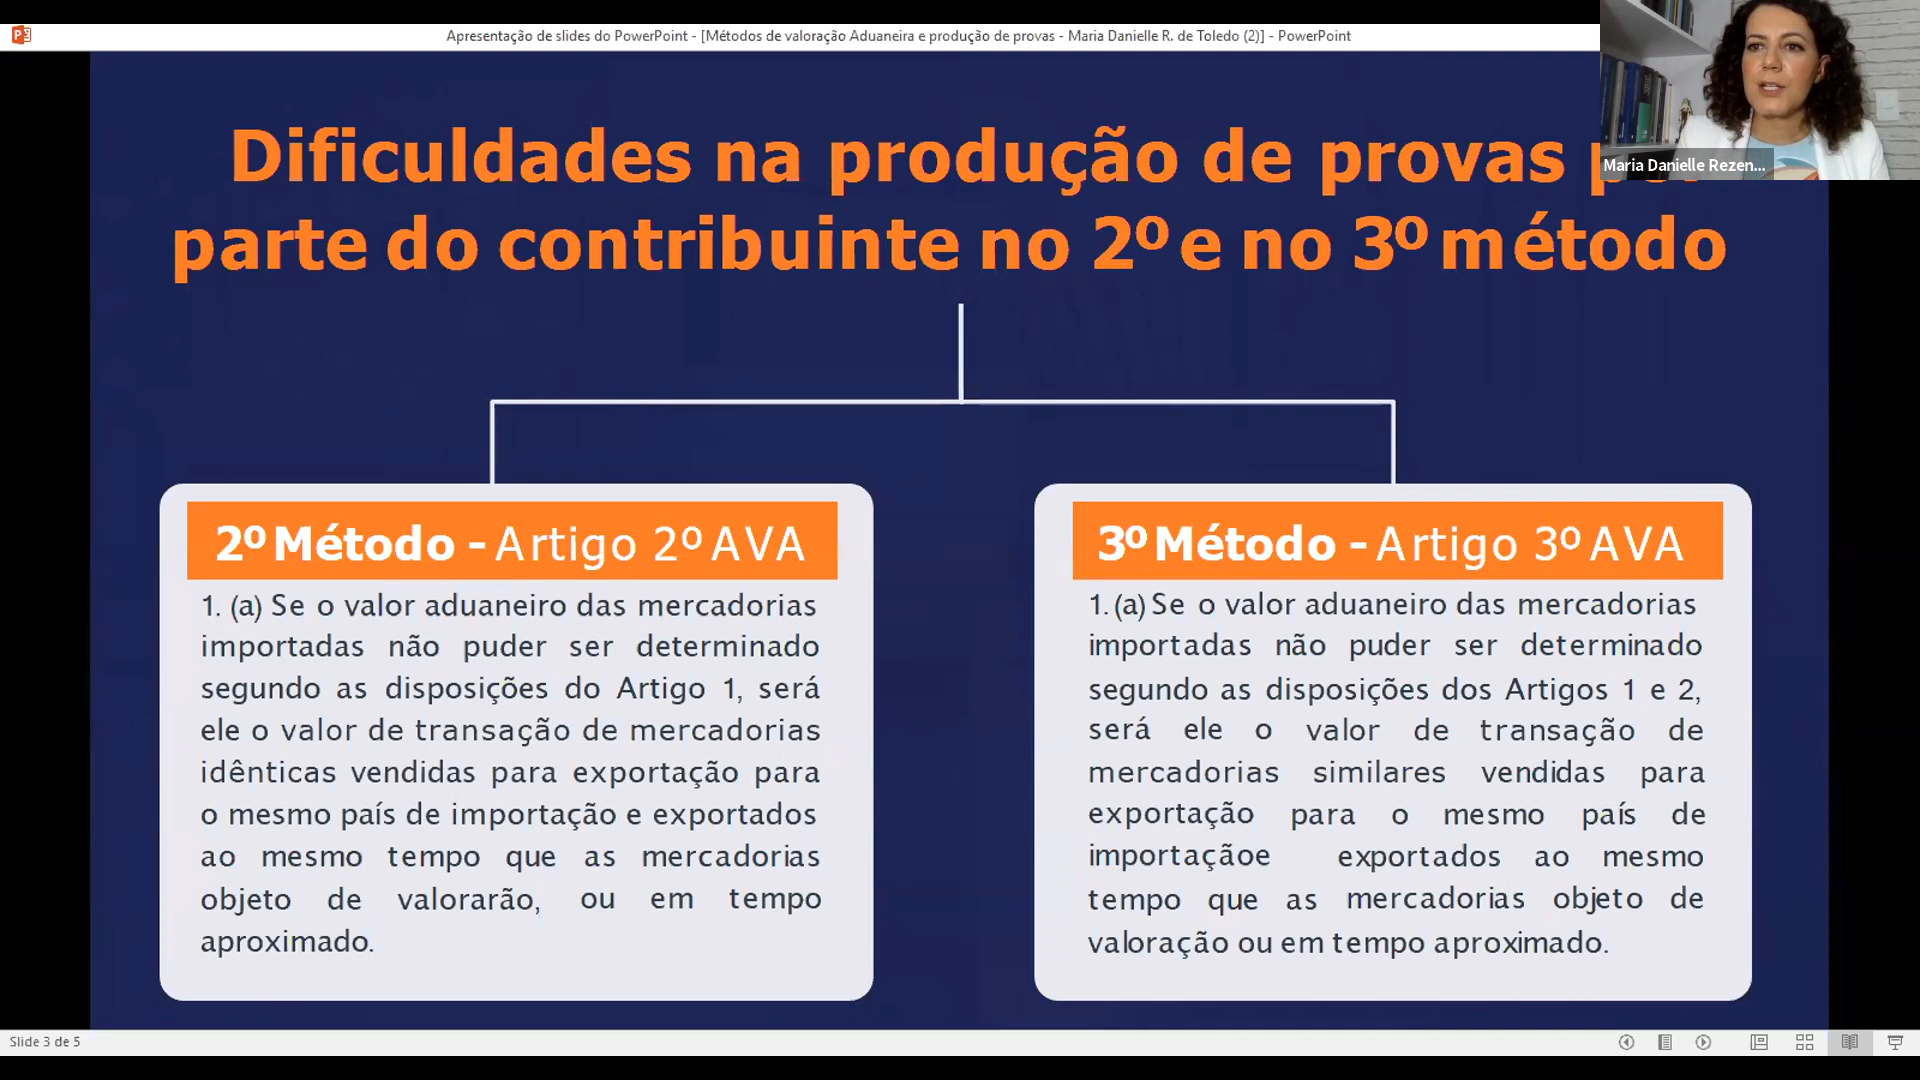 Apresentação de slides do PowerPoint - [Métodos de valoração Aduaneira e produção de provas - Maria Danielle R. de Toledo (2)] - PowerPoint
Maria Danielle Rezen...
Dificuldades na produção de provas
parte do contribuinte no 2º e no 3º método
2º Método - Artigo 2º AVA
1. (a) Se o valor aduaneiro das mercadorias
importadas não puder ser determinado
segundo as disposições do Artigo 1, será
ele o valor de transação de mercadorias
idênticas vendidas para exportação para
o mesmo país de importação e exportados
ao mesmo tempo que as mercadorias
objeto de valorarão, ou em tempo
aproximado.
3º Método - Artigo 3º AVA
1. (a) Se o valor aduaneiro das mercadorias
importadas não puder ser determinado
segundo as disposições dos Artigos 1 e 2,
será ele o valor de transação de
mercadorias similares vendidas para
exportação para o mesmo país de
importaçãoe exportados ao mesmo
tempo que as mercadorias objeto de
valoração ou em tempo aproximado.
Slide 3 de 5